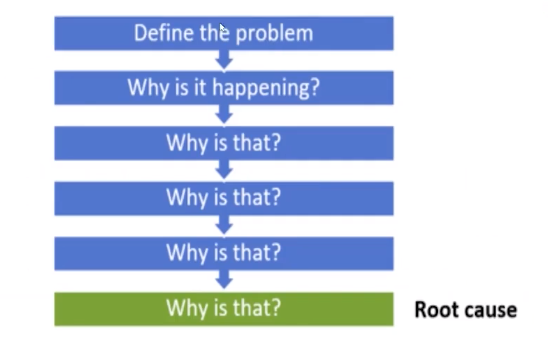 Define the problem
Why is it happening?
Why is that?
Why is that?
Why is that?
Why is that?
Root cause